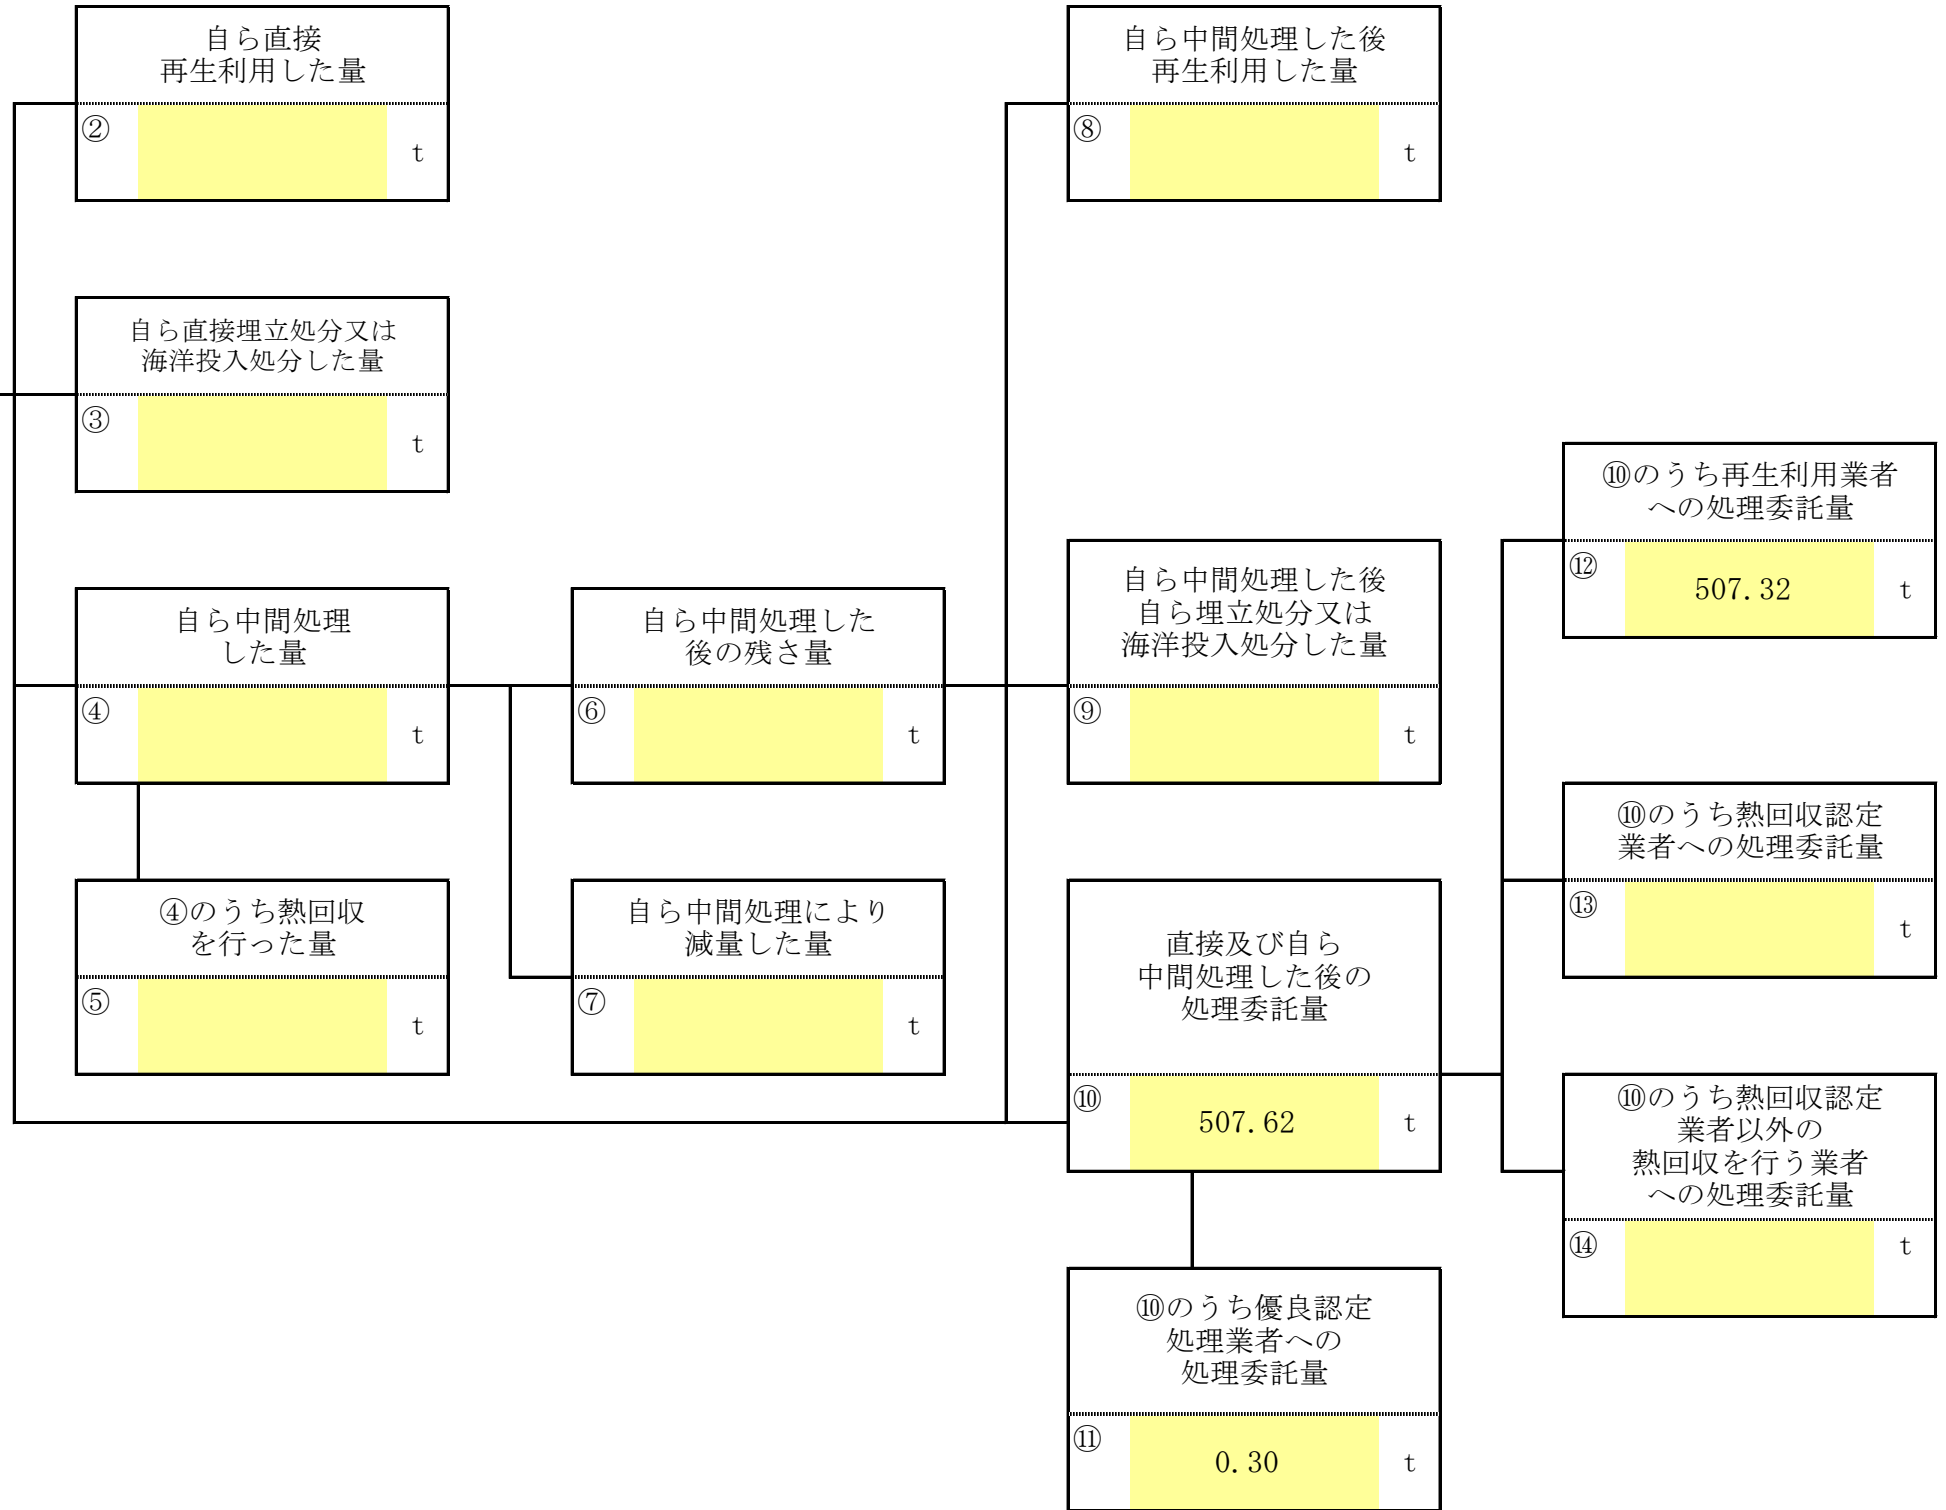 自ら直接
再生利用した量
②
t
自ら中間処理した後
再生利用した量
⑧
t
自ら直接埋立処分又は
海洋投入処分した量
③
t
⑩のうち再生利用業者
への処理委託量
⑫
507.32
t
自ら中間処理
した量
④
t
自ら中間処理した
後の残さ量
⑥
t
自ら中間処理した後
自ら埋立処分又は
海洋投入処分した量
⑨
t
⑩のうち熱回収認定
業者への処理委託量
⑬
t
④のうち熱回収
を行った量
⑤
t
自ら中間処理により
減量した量
⑦
t
直接及び自ら
中間処理した後の
処理委託量
⑩
507.62
t
⑩のうち熱回収認定
業者以外の
熱回収を行う業者
への処理委託量
⑭
t
⑩のうち優良認定
処理業者への
処理委託量
⑪
0.30
t